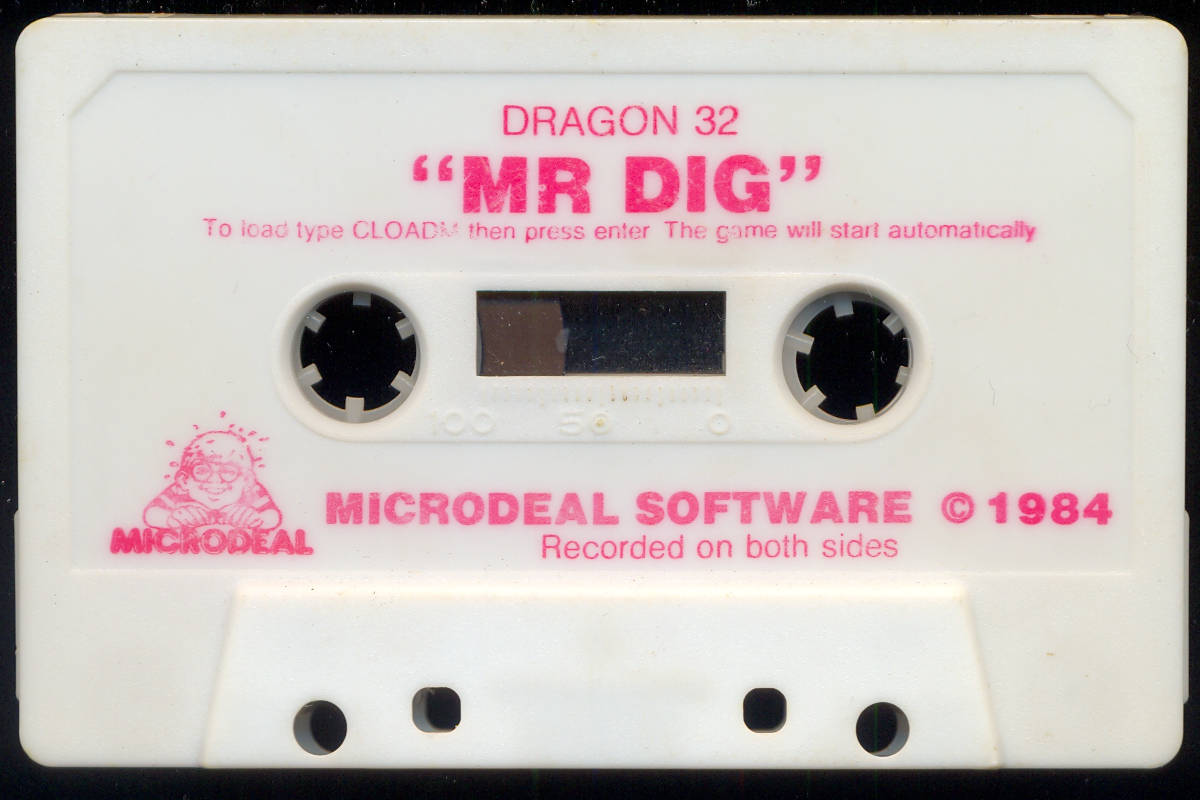 DRAGON 32
“MR DIG”
To load type CLOADM then press enter The game will start automatically
100 50 0
MICRODEAL
MICRODEAL SOFTWARE © 1984
Recorded on both sides